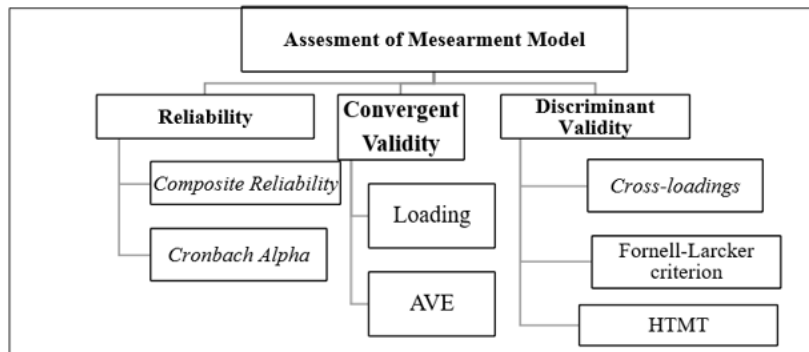 Assesment of Mesearment Model
Reliability
Composite Reliability
Cronbach Alpha
Convergent
Validity
Loading
AVE
Discriminant
Validity
Cross-loadings
Fornell-Larcker
criterion
HTMT